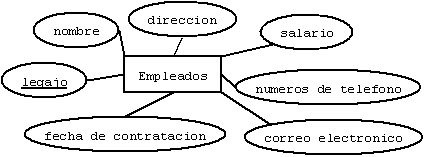 direccion
nombre
salario
legajo
Empleados
numeros de telefono
fecha de contratacion
correo electronico